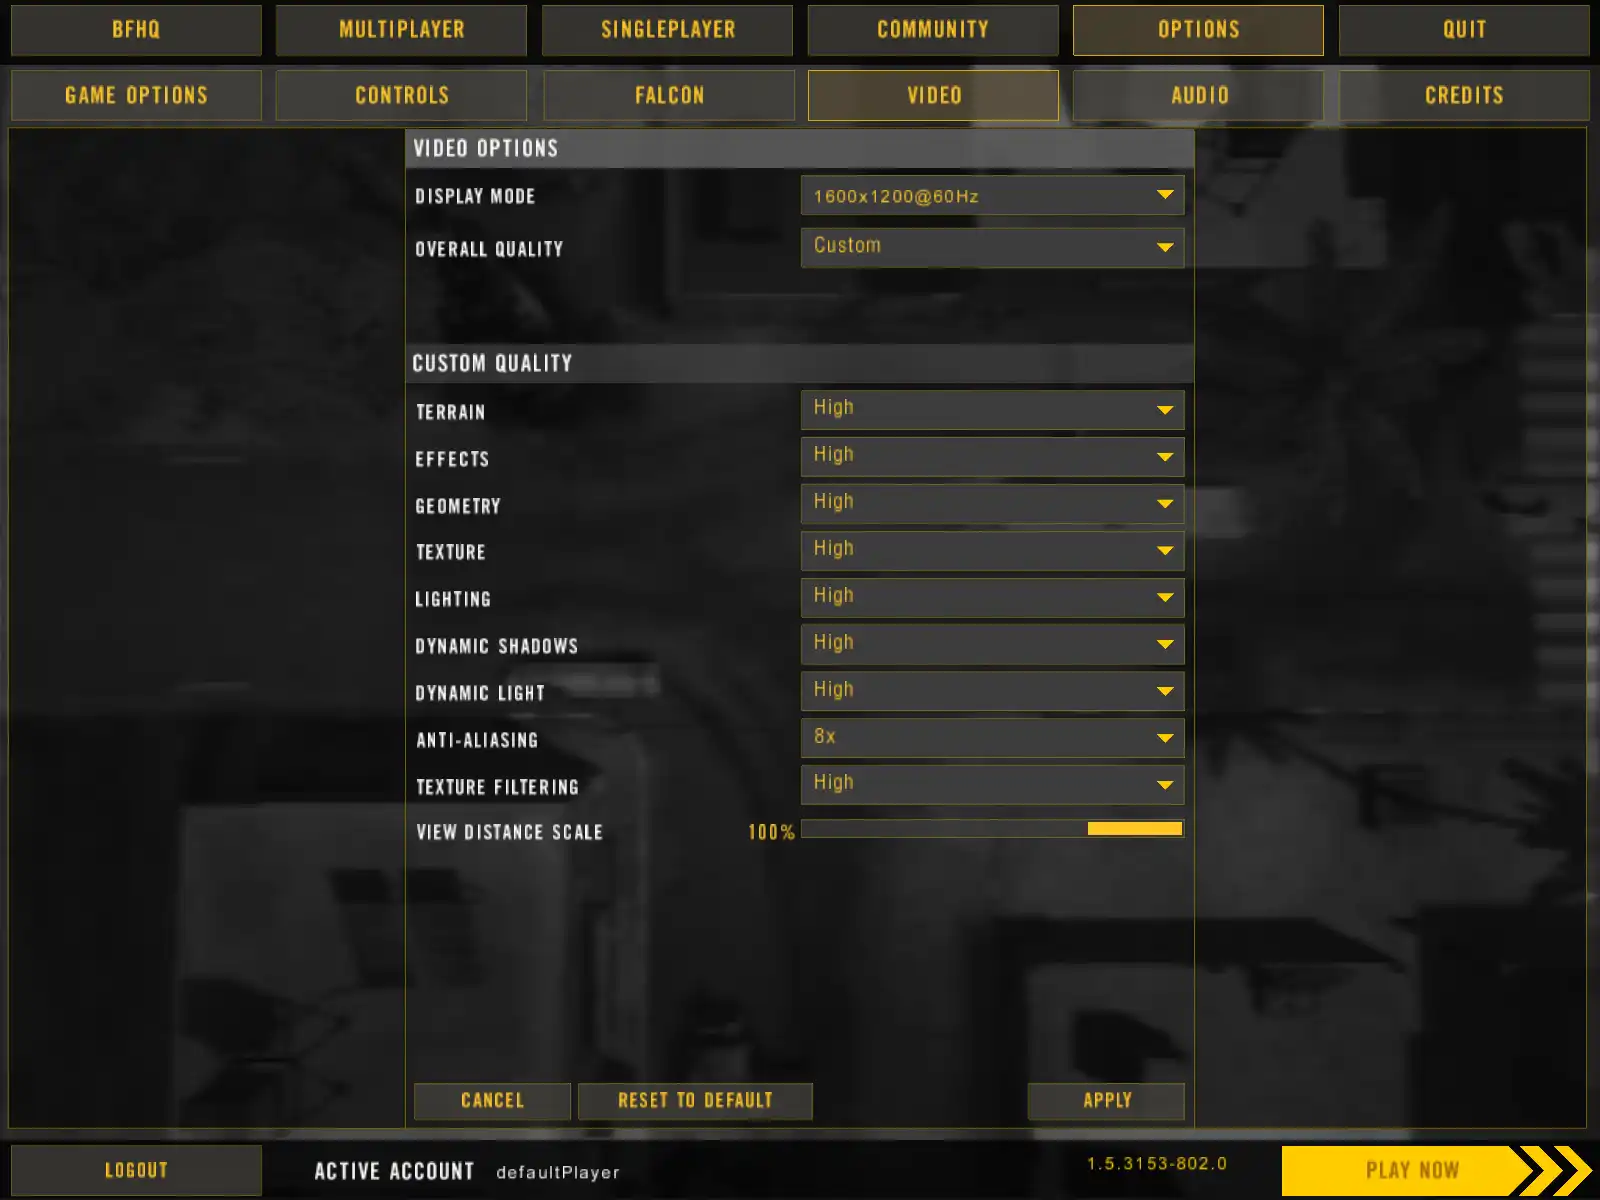 BFHQ MULTIPLAYER SINGLEPLAYER COMMUNITY OPTIONS QUIT
GAME OPTIONS CONTROLS FALCON VIDEO AUDIO CREDITS
VIDEO OPTIONS
DISPLAY MODE 1600x1200@60Hz
OVERALL QUALITY Custom
CUSTOM QUALITY
TERRAIN High
EFFECTS High
GEOMETRY High
TEXTURE High
LIGHTING High
DYNAMIC SHADOWS High
DYNAMIC LIGHT High
ANTI-ALIASING 8x
TEXTURE FILTERING High
VIEW DISTANCE SCALE 100%
CANCEL RESET TO DEFAULT APPLY
LOGOUT ACTIVE ACCOUNT defaultPlayer 1.5.3153-802.0 PLAY NOW